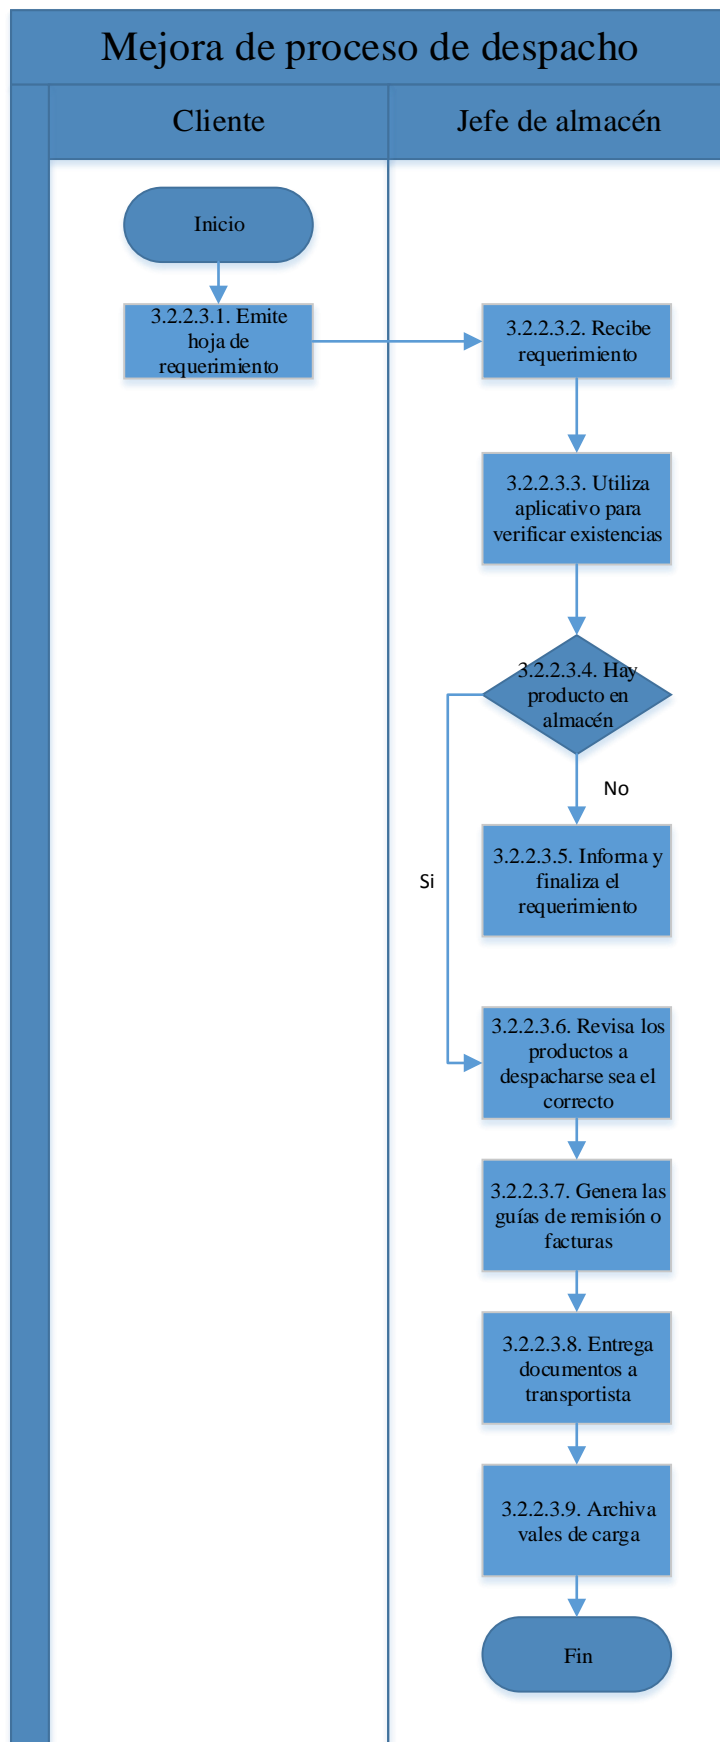 Mejora de proceso de despacho
Cliente
Jefe de almacén
Inicio
3.2.2.3.1. Emite
hoja de
requerimiento
3.2.2.3.2. Recibe
requerimiento
3.2.2.3.3. Utiliza
aplicativo para
verificar existencias
3.2.2.3.4. Hay
producto en
almacén
No
Si
3.2.2.3.5. Informa y
finaliza el
requerimiento
3.2.2.3.6. Revisa los
productos a
despacharse sea el
correcto
3.2.2.3.7. Genera las
guías de remisión o
facturas
3.2.2.3.8. Entrega
documentos a
transportista
3.2.2.3.9. Archiva
vales de carga
Fin